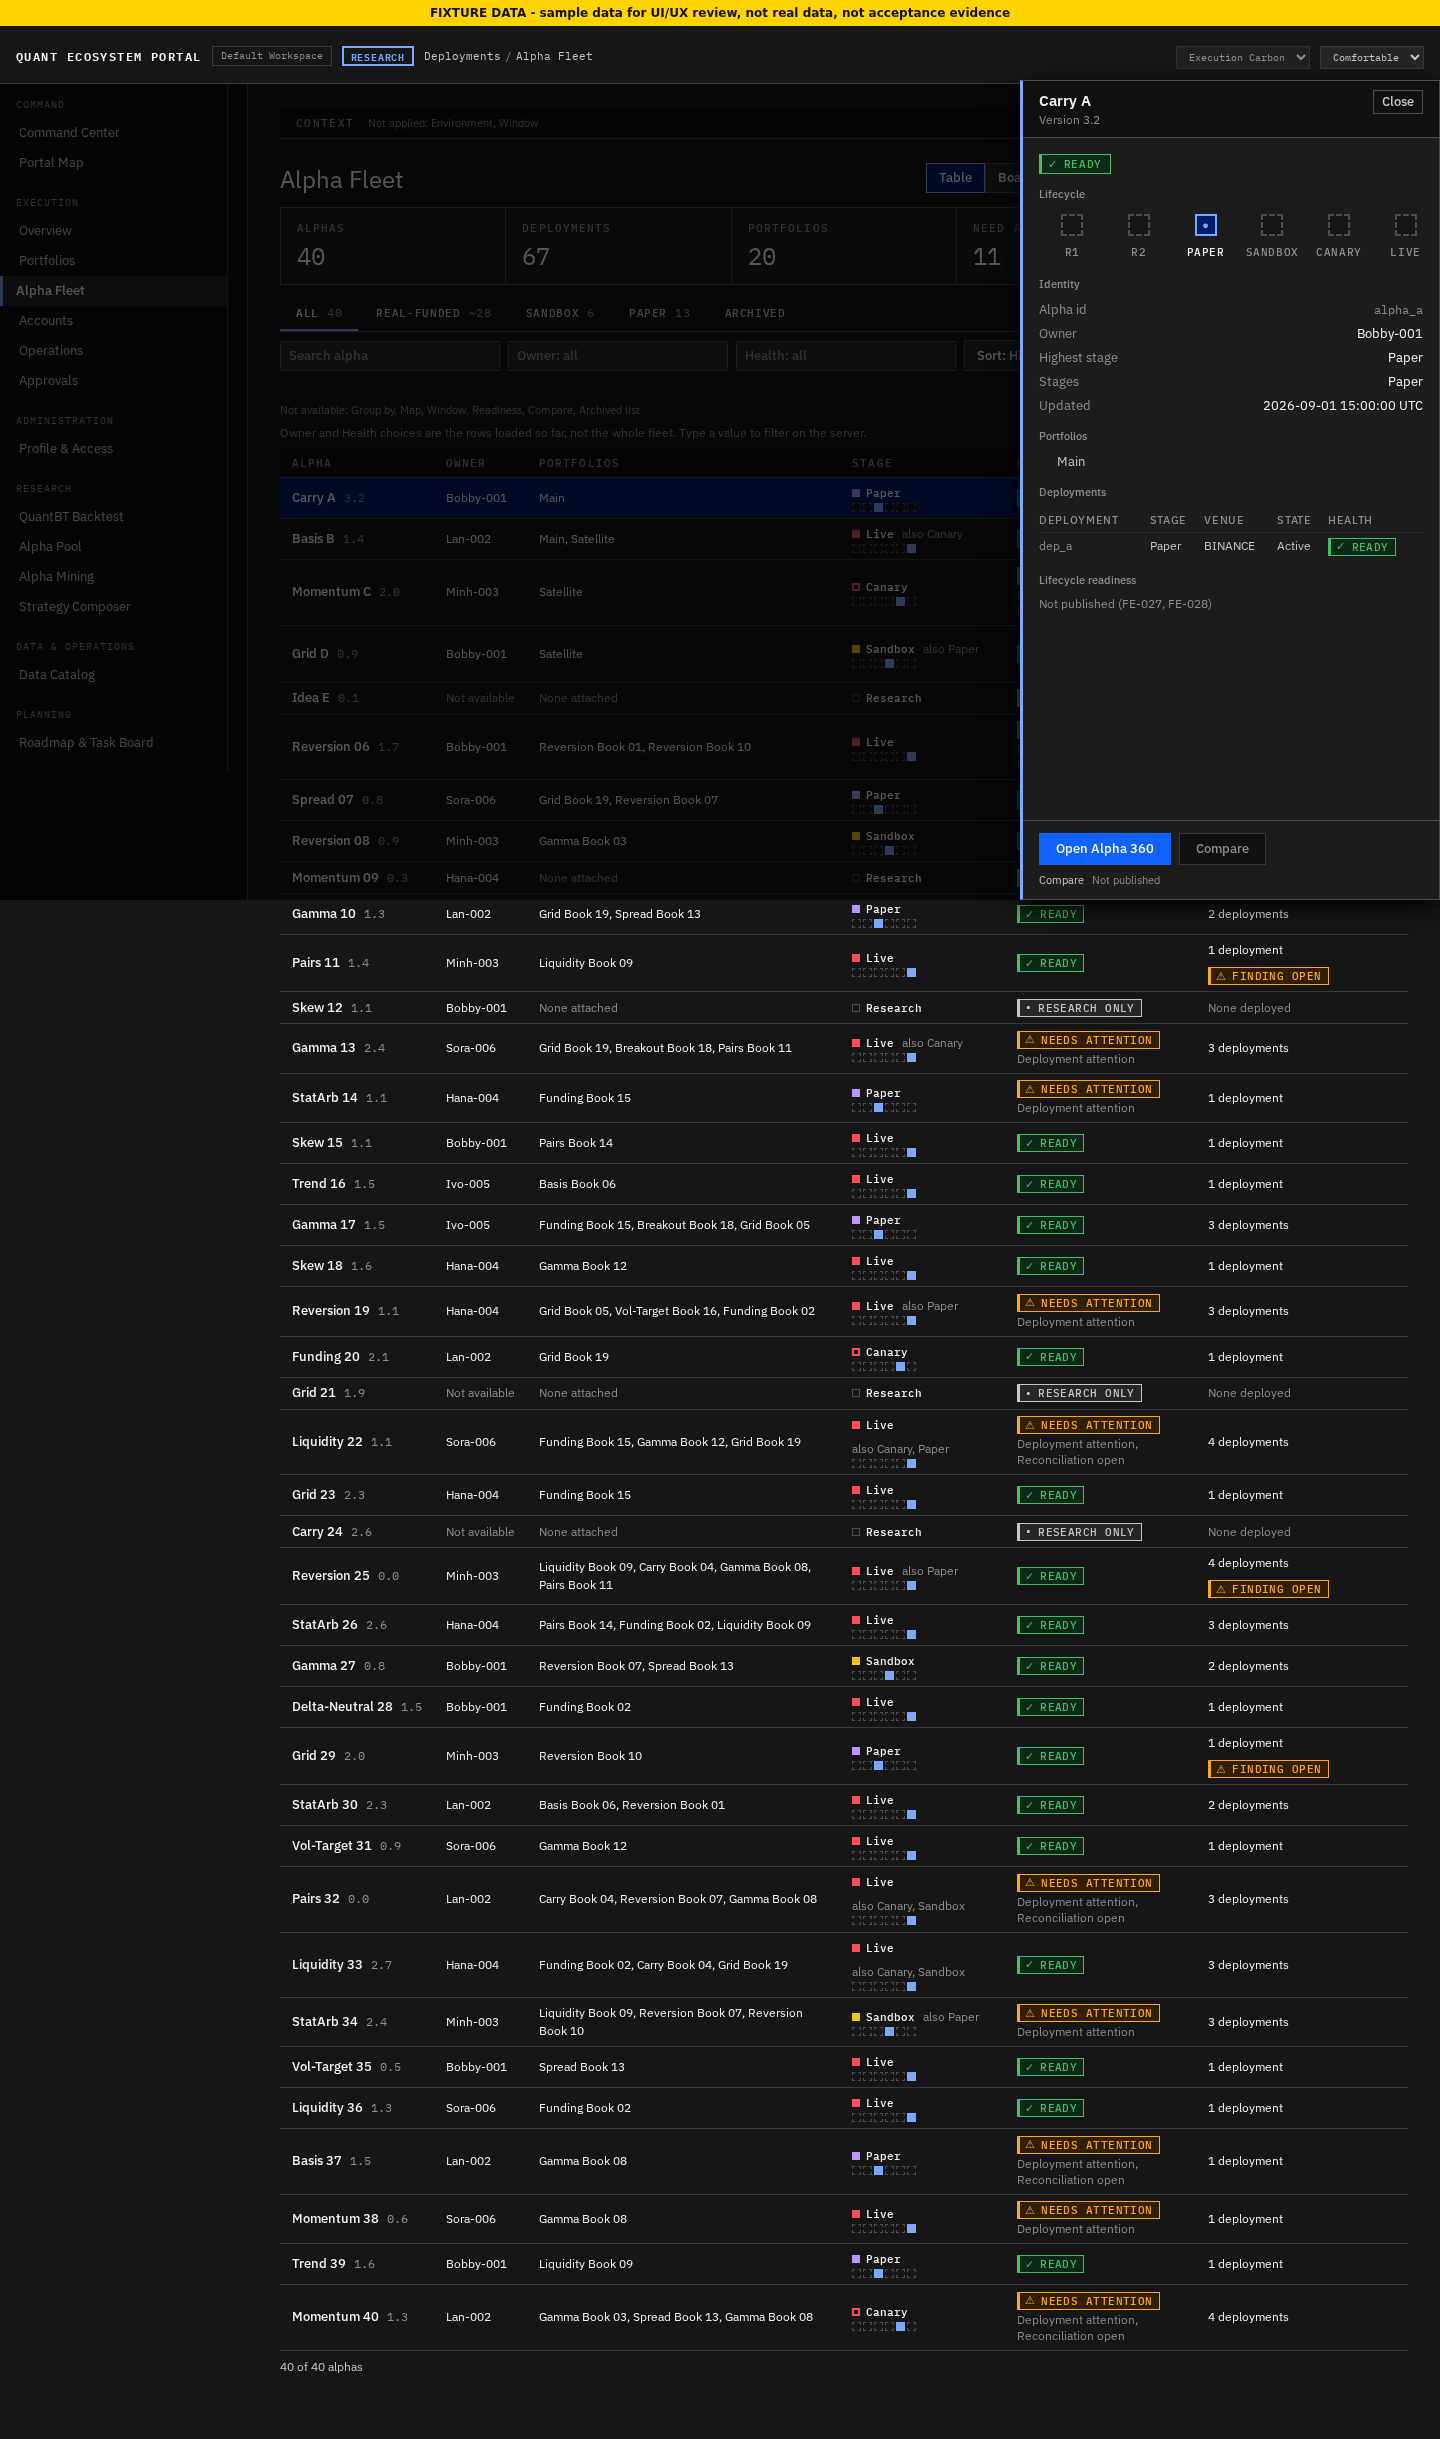 FIXTURE DATA - sample data for UI/UX review, not real data, not acceptance evidence
QUANT ECOSYSTEM PORTAL Default Workspace RESEARCH Deployments / Alpha Fleet Execution Carbon Comfortable
COMMAND
Command Center
Portal Map
EXECUTION
Overview
Portfolios
Alpha Fleet
Accounts
Operations
Approvals
ADMINISTRATION
Profile & Access
RESEARCH
QuantBT Backtest
Alpha Pool
Alpha Mining
Strategy Composer
DATA & OPERATIONS
Data Catalog
PLANNING
Roadmap & Task Board
CONTEXT Not applied: Environment, Window
Alpha Fleet Table
ALPHAS DEPLOYMENTS PORTFOLIOS NEED
40 67 20 11
ALL 40 REAL-FUNDED ~28 SANDBOX 6 PAPER 13 ARCHIVED
Search alpha Owner: all Health: all Sort:
Not available: Group by, Map, Window, Readiness, Compare, Archived list
Owner and Health choices are the rows loaded so far, not the whole fleet. Type a value to filter on the server.
ALPHA OWNER PORTFOLIOS STAGE
Carry A 3.2 Bobby-001 Main Paper
Basis B 1.4 Lan-002 Main, Satellite Live also Canary
Momentum C 2.0 Minh-003 Satellite Canary
Grid D 0.9 Bobby-001 Satellite Sandbox also Paper
Idea E 0.1 Not available None attached Research
Reversion 06 1.7 Bobby-001 Reversion Book 01, Reversion Book 10 Live
Spread 07 0.8 Sora-006 Grid Book 19, Reversion Book 07 Paper
Reversion 08 0.9 Minh-003 Gamma Book 03 Sandbox
Momentum 09 0.3 Hana-004 None attached Research
Carry A Close
Version 3.2
✓ READY
Lifecycle
R1 R2 PAPER SANDBOX CANARY LIVE
Identity
Alpha id alpha_a
Owner Bobby-001
Highest stage Paper
Stages Paper
Updated 2026-09-01 15:00:00 UTC
Portfolios
Main
Deployments
DEPLOYMENT STAGE VENUE STATE HEALTH
dep_a Paper BINANCE Active ✓ READY
Lifecycle readiness
Not published (FE-027, FE-028)
Open Alpha 360 Compare
Compare Not published
Gamma 10 1.3 Lan-002 Grid Book 19, Spread Book 13 Paper ✓ READY 2 deployments
Pairs 11 1.4 Minh-003 Liquidity Book 09 Live ✓ READY 1 deployment
⚠ FINDING OPEN
Skew 12 1.1 Bobby-001 None attached Research • RESEARCH ONLY None deployed
Gamma 13 2.4 Sora-006 Grid Book 19, Breakout Book 18, Pairs Book 11 Live also Canary ⚠ NEEDS ATTENTION 3 deployments
Deployment attention
StatArb 14 1.1 Hana-004 Funding Book 15 Paper ⚠ NEEDS ATTENTION 1 deployment
Deployment attention
Skew 15 1.1 Bobby-001 Pairs Book 14 Live ✓ READY 1 deployment
Trend 16 1.5 Ivo-005 Basis Book 06 Live ✓ READY 1 deployment
Gamma 17 1.5 Ivo-005 Funding Book 15, Breakout Book 18, Grid Book 05 Paper ✓ READY 3 deployments
Skew 18 1.6 Hana-004 Gamma Book 12 Live ✓ READY 1 deployment
Reversion 19 1.1 Hana-004 Grid Book 05, Vol-Target Book 16, Funding Book 02 Live also Paper ⚠ NEEDS ATTENTION 3 deployments
Deployment attention
Funding 20 2.1 Lan-002 Grid Book 19 Canary ✓ READY 1 deployment
Grid 21 1.9 Not available None attached Research • RESEARCH ONLY None deployed
Liquidity 22 1.1 Sora-006 Funding Book 15, Gamma Book 12, Grid Book 19 Live ⚠ NEEDS ATTENTION 4 deployments
also Canary, Paper Deployment attention,
Reconciliation open
Grid 23 2.3 Hana-004 Funding Book 15 Live ✓ READY 1 deployment
Carry 24 2.6 Not available None attached Research • RESEARCH ONLY None deployed
Reversion 25 0.0 Minh-003 Liquidity Book 09, Carry Book 04, Gamma Book 08, Live also Paper ✓ READY 4 deployments
Pairs Book 11 ⚠ FINDING OPEN
StatArb 26 2.6 Hana-004 Pairs Book 14, Funding Book 02, Liquidity Book 09 Live ✓ READY 3 deployments
Gamma 27 0.8 Bobby-001 Reversion Book 07, Spread Book 13 Sandbox ✓ READY 2 deployments
Delta-Neutral 28 1.5 Bobby-001 Funding Book 02 Live ✓ READY 1 deployment
Grid 29 2.0 Minh-003 Reversion Book 10 Paper ✓ READY 1 deployment
⚠ FINDING OPEN
StatArb 30 2.3 Lan-002 Basis Book 06, Reversion Book 01 Live ✓ READY 2 deployments
Vol-Target 31 0.9 Sora-006 Gamma Book 12 Live ✓ READY 1 deployment
Pairs 32 0.0 Lan-002 Carry Book 04, Reversion Book 07, Gamma Book 08 Live ⚠ NEEDS ATTENTION 3 deployments
also Canary, Sandbox Deployment attention,
Reconciliation open
Liquidity 33 2.7 Hana-004 Funding Book 02, Carry Book 04, Grid Book 19 Live ✓ READY 3 deployments
also Canary, Sandbox
StatArb 34 2.4 Minh-003 Liquidity Book 09, Reversion Book 07, Reversion Sandbox also Paper ⚠ NEEDS ATTENTION 3 deployments
Book 10 Deployment attention
Vol-Target 35 0.5 Bobby-001 Spread Book 13 Live ✓ READY 1 deployment
Liquidity 36 1.3 Sora-006 Funding Book 02 Live ✓ READY 1 deployment
Basis 37 1.5 Lan-002 Gamma Book 08 Paper ⚠ NEEDS ATTENTION 1 deployment
Deployment attention,
Reconciliation open
Momentum 38 0.6 Sora-006 Gamma Book 08 Live ⚠ NEEDS ATTENTION 1 deployment
Deployment attention
Trend 39 1.6 Bobby-001 Liquidity Book 09 Paper ✓ READY 1 deployment
Momentum 40 1.3 Lan-002 Gamma Book 03, Spread Book 13, Gamma Book 08 Canary ⚠ NEEDS ATTENTION 4 deployments
Deployment attention,
Reconciliation open
40 of 40 alphas